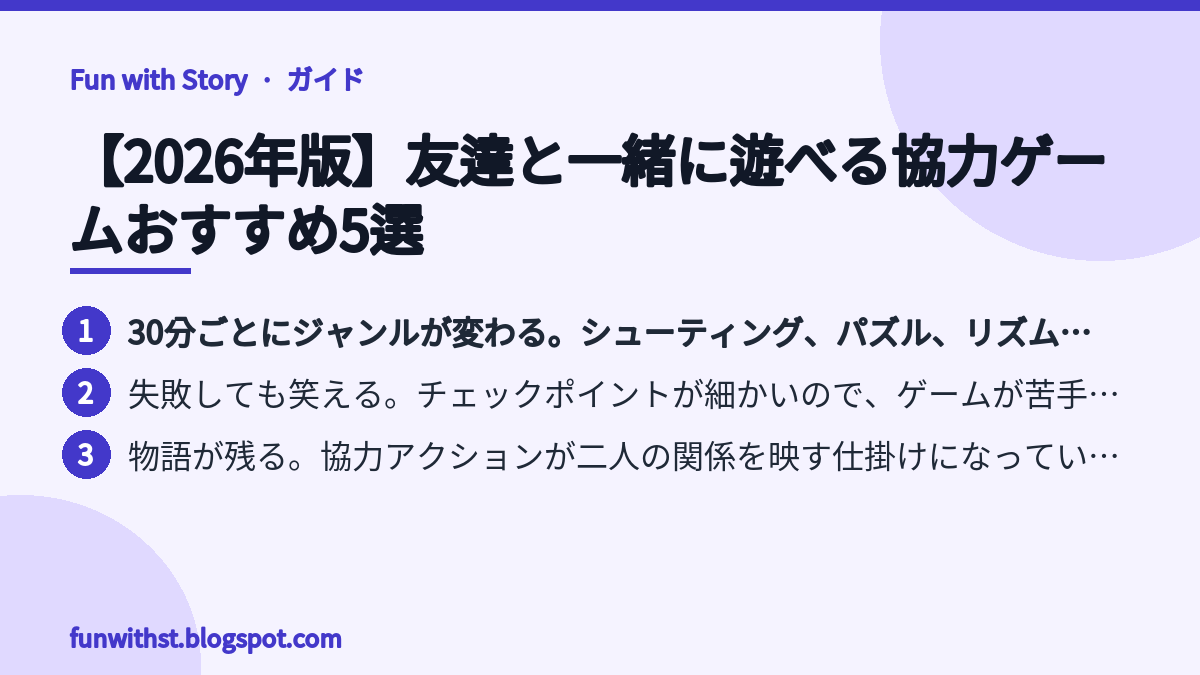 Fun with Story ・ ガイド
【2026年版】友達と一緒に遊べる協力ゲー
ムおすすめ5選
1 30分ごとにジャンルが変わる。シューティング、パズル、リズム…
2 失敗しても笑える。チェックポイントが細かいので、ゲームが苦手…
3 物語が残る。協力アクションが二人の関係を映す仕掛けになってい…
funwithst.blogspot.com